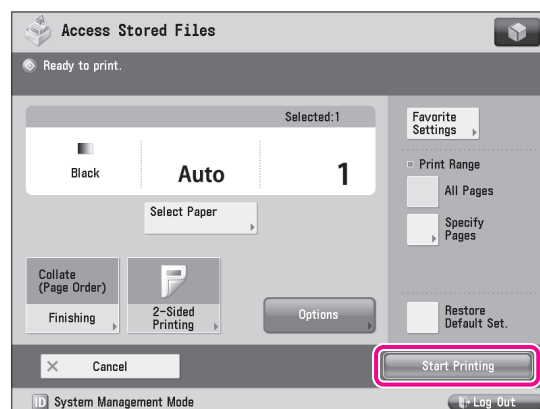 Access Stored Files
Ready to print.
Selected:1
Black
Auto
1
Select Paper
Collate
(Page Order)
Finishing
2-Sided
Printing
Options
Favorite
Settings
Print Range
All Pages
Specify
Pages
Restore
Default Set.
Cancel
Start Printing
ID System Management Mode
Log Out